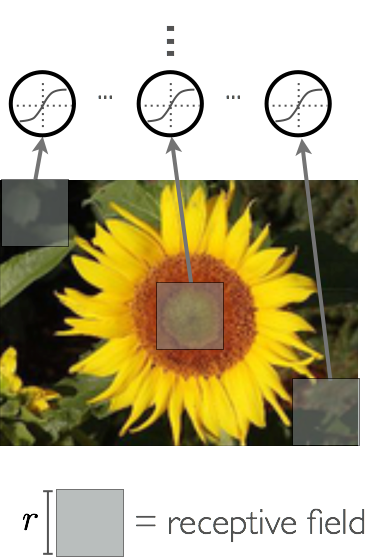 ... ...
r = receptive field